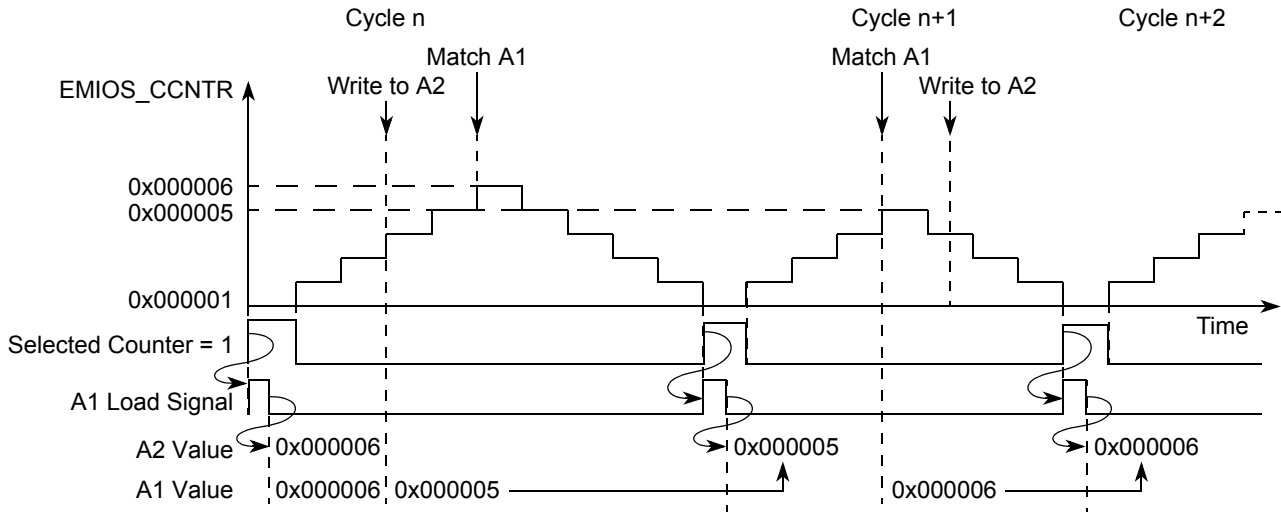 Cycle n Cycle n+1 Cycle n+2
Match A1 Match A1
EMIOS_CCNTR Write to A2 Write to A2
0x000006
0x000005
0x000001
Time
Selected Counter = 1
A1 Load Signal
A2 Value 0x000006 0x000005 0x000006
A1 Value 0x000006 0x000005 0x000006